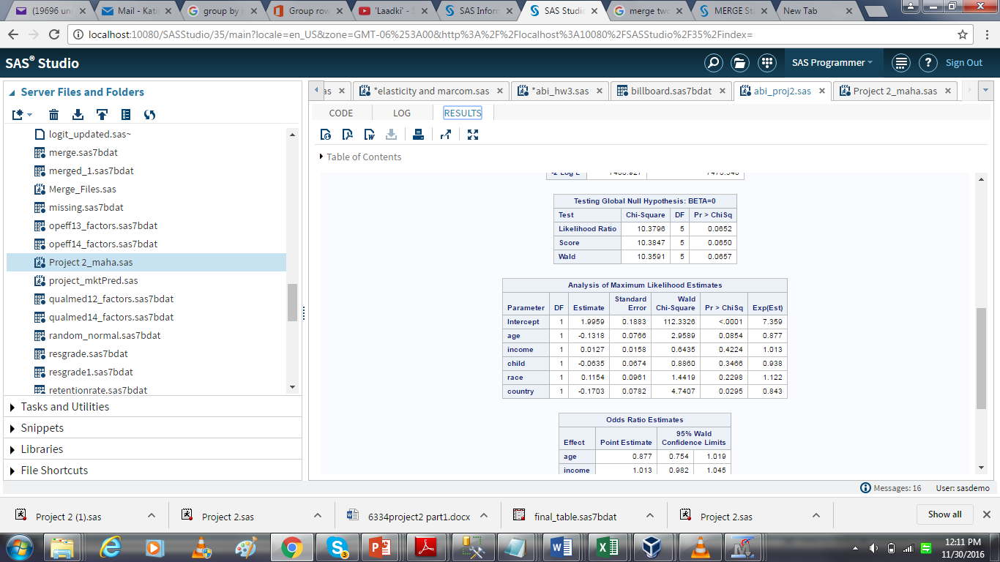 (19696 un
Mail - Kati
group by i
Group row
'Laadki' - S
SAS Inform
SAS Studio
merge two
MERGE Sta
New Tab
localhost:10080/SASStudio/35/main?locale=en_US&zone=GMT-06%253A00&http%3A%2F%2Flocalhost%3A10080%2FSASStudio%2F35%2Findex=
SAS® Studio
SAS Programmer
Sign Out
Server Files and Folders
logit_updated.sas~
merge.sas7bdat
merged_1.sas7bdat
Merge_Files.sas
missing.sas7bdat
opeff13_factors.sas7bdat
opeff14_factors.sas7bdat
Project 2_maha.sas
project_mktPred.sas
qualmed12_factors.sas7bdat
qualmed14_factors.sas7bdat
random_normal.sas7bdat
resgrade.sas7bdat
resgrade1.sas7bdat
retentionrate.sas7bdat
Tasks and Utilities
Snippets
Libraries
File Shortcuts
as
*elasticity and marcom.sas
*abi_hw3.sas
billboard.sas7bdat
abi_proj2.sas
Project 2_maha.sas
CODE LOG RESULTS
Table of Contents
-2 Log L
Testing Global Null Hypothesis: BETA=0
Test Chi-Square DF Pr > ChiSq
Likelihood Ratio 10.3796 5 0.0652
Score 10.3847 5 0.0650
Wald 10.3591 5 0.0657
Analysis of Maximum Likelihood Estimates
Parameter DF Estimate Standard Error Wald Chi-Square Pr > ChiSq Exp(Est)
Intercept 1 1.9959 0.1883 112.3326 <.0001 7.359
age 1 -0.1318 0.0766 2.9589 0.0854 0.877
income 1 0.0127 0.0158 0.6435 0.4224 1.013
child 1 -0.0635 0.0674 0.8860 0.3466 0.938
race 1 0.1154 0.0961 1.4419 0.2298 1.122
country 1 -0.1703 0.0782 4.7407 0.0295 0.843
Odds Ratio Estimates
Effect Point Estimate 95% Wald Confidence Limits
age 0.877 0.754 1.019
income 1.013 0.982 1.045
Messages: 16
User: sasdemo
Project 2 (1).sas
Project 2.sas
6334project2 part1.docx
final_table.sas7bdat
Project 2.sas
Show all
12:11 PM
11/30/2016